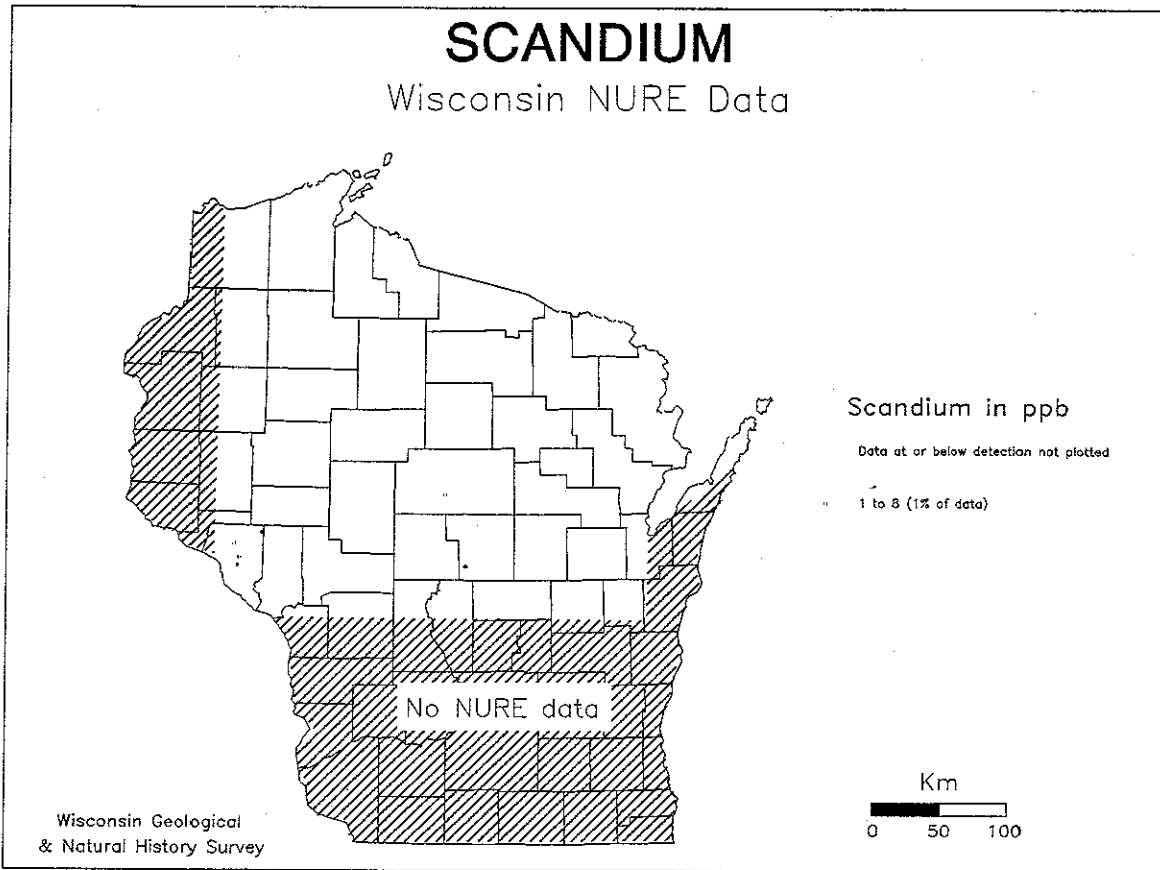 SCANDIUM
Wisconsin NURE Data
Scandium in ppb
Data at or below detection not plotted
1 to 8 (1% of data)
No NURE data
Km
0 50 100
Wisconsin Geological
& Natural History Survey